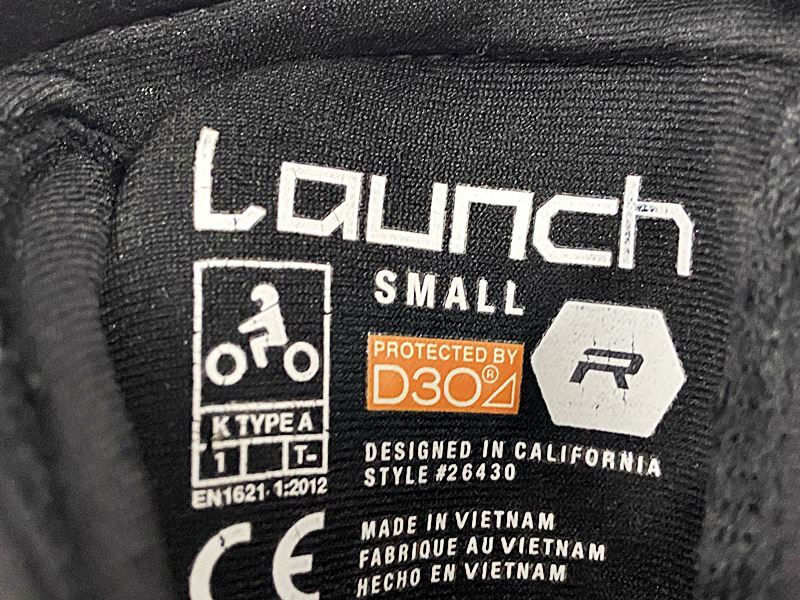 Launch
SMALL
PROTECTED BY
D3O®
R
K TYPE A
1 T-
EN1621-1:2012
DESIGNED IN CALIFORNIA
STYLE #26430
CE
MADE IN VIETNAM
FABRIQUE AU VIETNAM
HECHO EN VIETNAM